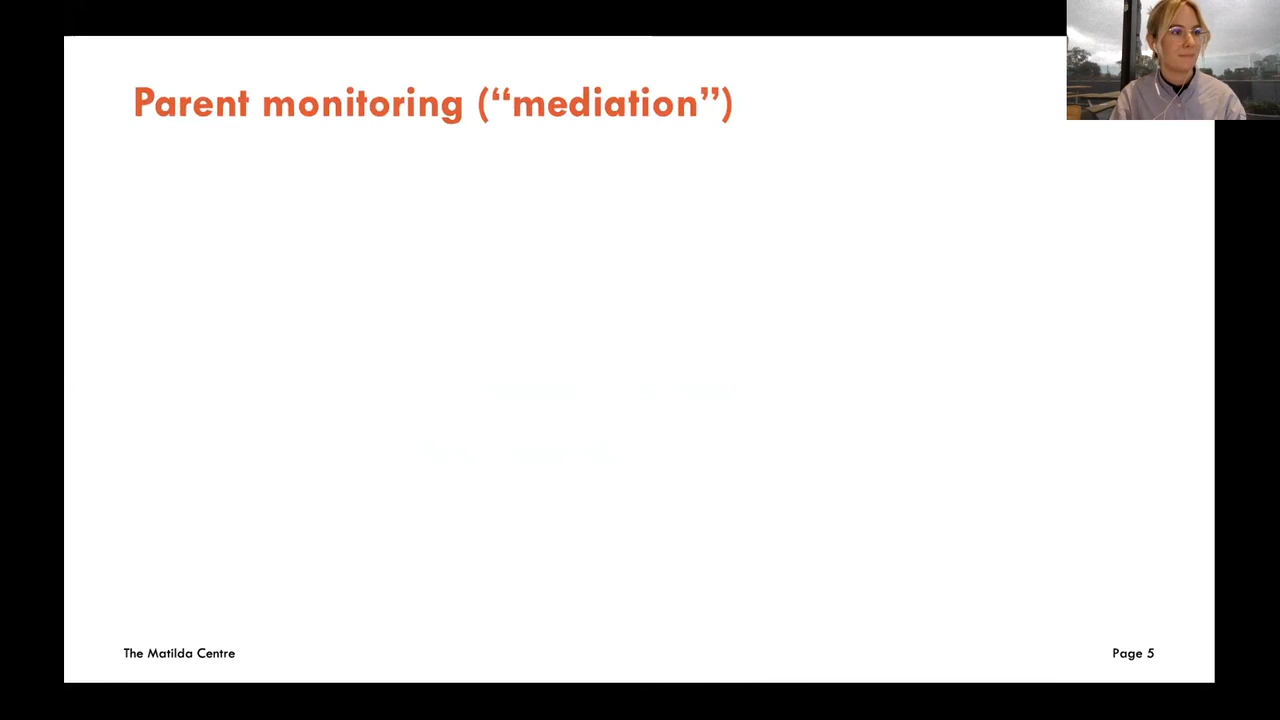 Parent monitoring (“mediation”)
The Matilda Centre
Page 5